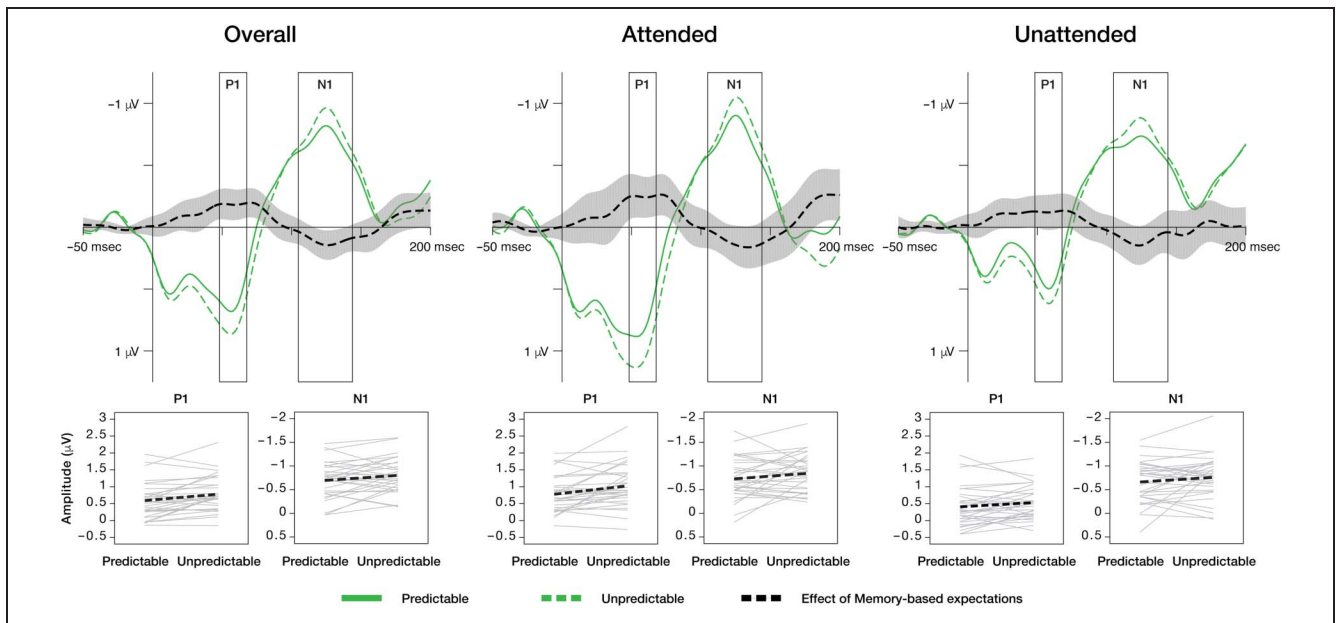 Overall Attended Unattended
P1 N1 P1 N1 P1 N1
−1 μV −1 μV −1 μV
−50 msec 200 msec −50 msec 200 msec −50 msec 200 msec
1 μV 1 μV 1 μV
P1 N1 P1 N1 P1 N1
Amplitude (μV)
3 −2 3 −2 3 −2
2.5 −1.5 2.5 −1.5 2.5 −1.5
2 2 2
1.5 −1 1.5 −1 1.5 −1
1 −0.5 1 −0.5 1 −0.5
0.5 0.5 0.5
0 0 0 0 0 0
−0.5 0.5 −0.5 0.5 −0.5 0.5
Predictable Unpredictable Predictable Unpredictable Predictable Unpredictable Predictable Unpredictable Predictable Unpredictable Predictable Unpredictable
Predictable Unpredictable Effect of Memory-based expectations